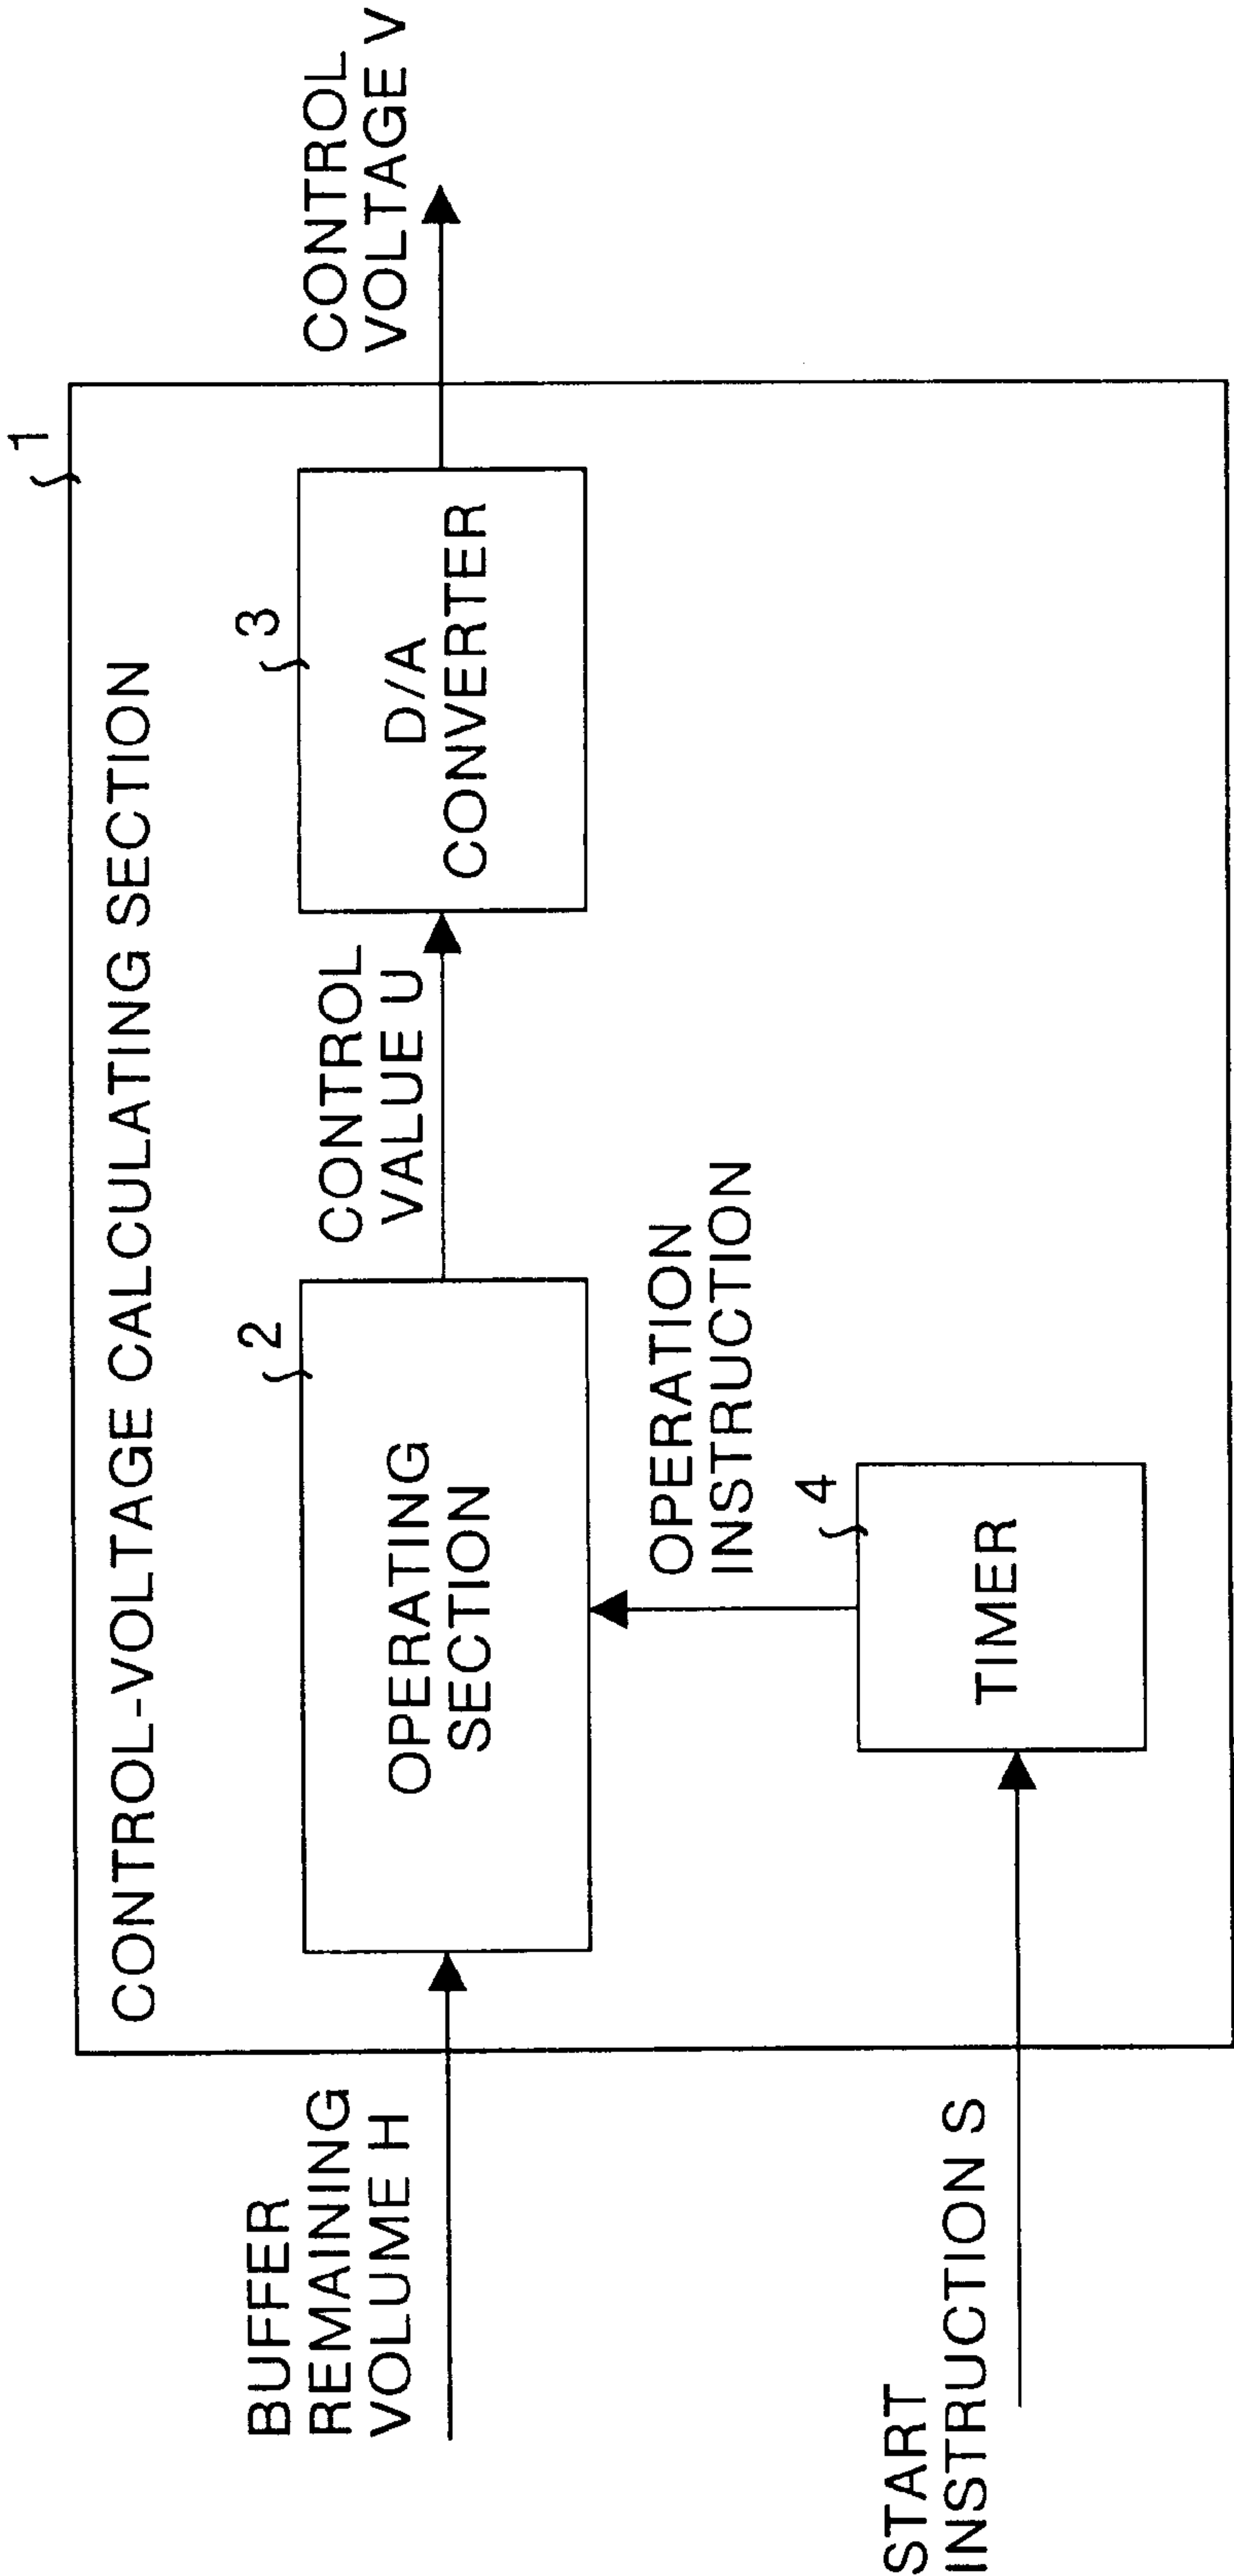 1
CONTROL-VOLTAGE CALCULATING SECTION
BUFFER
REMAINING
VOLUME H
2
OPERATING
SECTION
CONTROL
VALUE U
3
D/A
CONVERTER
CONTROL
VOLTAGE V
START
INSTRUCTION S
4
TIMER
OPERATION
INSTRUCTION